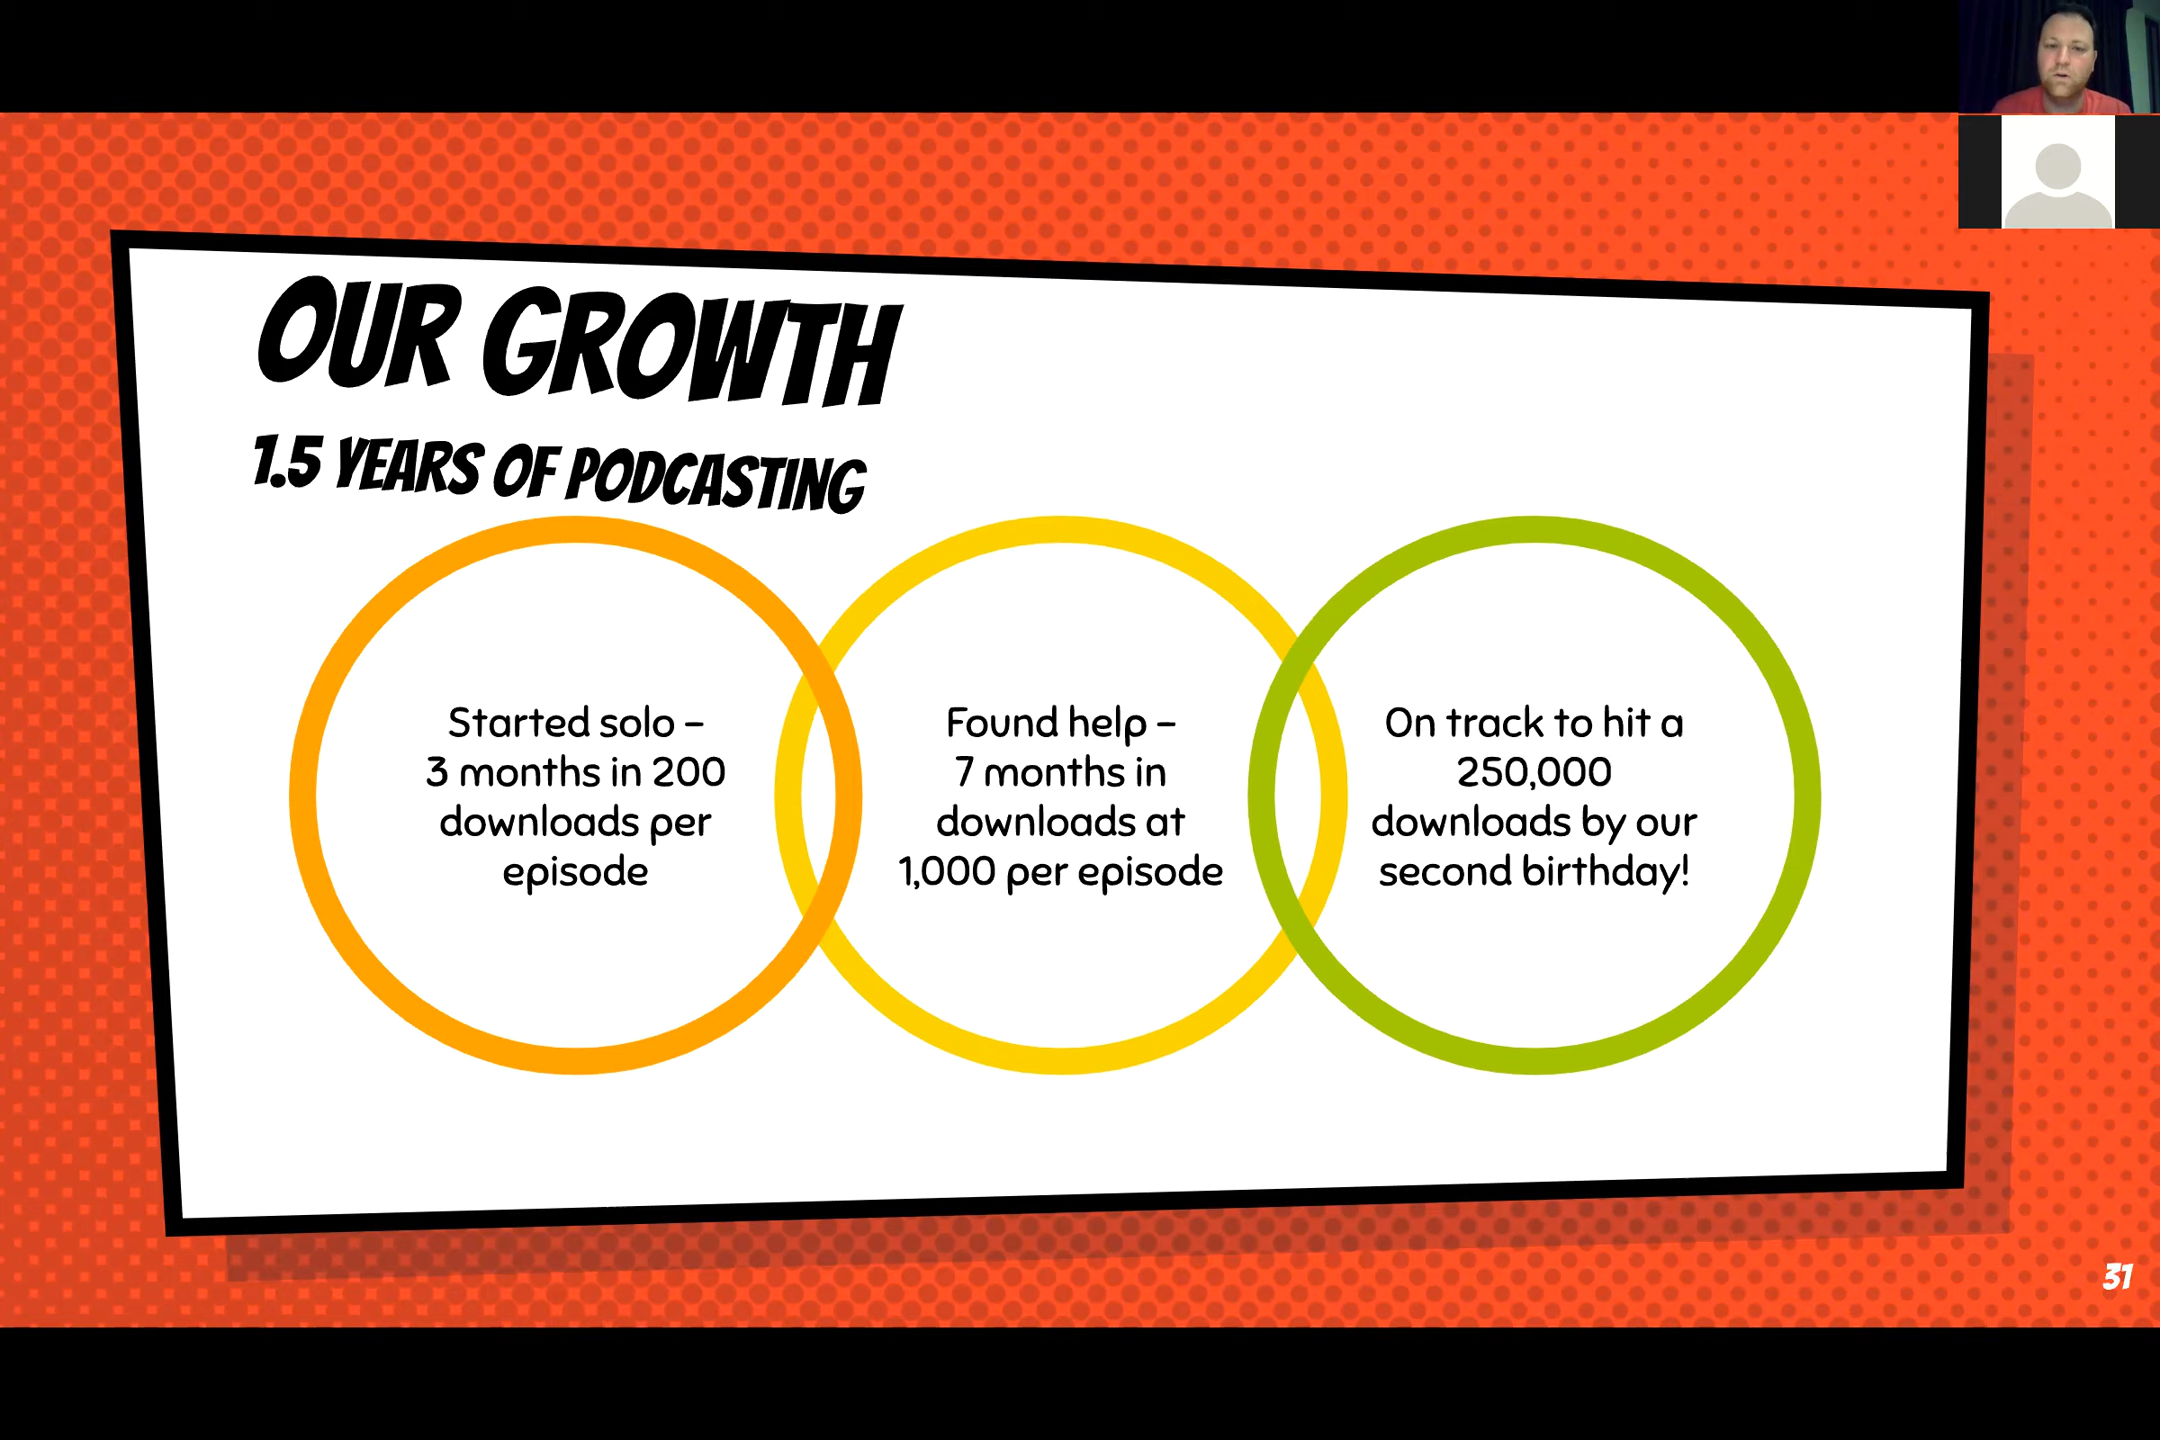 OUR GROWTH
1.5 YEARS OF PODCASTING
Started solo –
3 months in 200
downloads per
episode
Found help –
7 months in
downloads at
1,000 per episode
On track to hit a
250,000
downloads by our
second birthday!
31